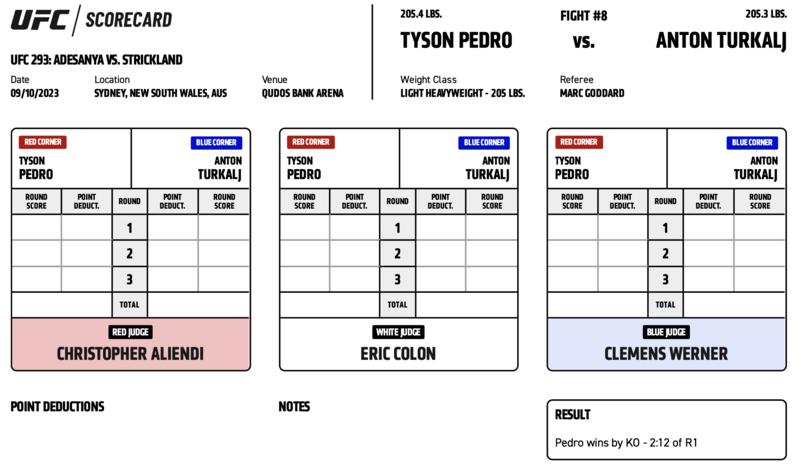 UFC SCORECARD
UFC 293: ADESANYA VS. STRICKLAND
Date Location Venue
09/10/2023 SYDNEY, NEW SOUTH WALES, AUS QUDOS BANK ARENA
205.4 LBS. FIGHT #8 205.3 LBS.
TYSON PEDRO VS. ANTON TURKALJ
Weight Class Referee
LIGHT HEAVYWEIGHT - 205 LBS. MARC GODDARD
RED CORNER BLUE CORNER
TYSON ANTON
PEDRO TURKALJ
ROUND SCORE POINT DEDUCT. ROUND POINT DEDUCT. ROUND SCORE
1
2
3
TOTAL
RED JUDGE
CHRISTOPHER ALIENDI
RED CORNER BLUE CORNER
TYSON ANTON
PEDRO TURKALJ
ROUND SCORE POINT DEDUCT. ROUND POINT DEDUCT. ROUND SCORE
1
2
3
TOTAL
WHITE JUDGE
ERIC COLON
RED CORNER BLUE CORNER
TYSON ANTON
PEDRO TURKALJ
ROUND SCORE POINT DEDUCT. ROUND POINT DEDUCT. ROUND SCORE
1
2
3
TOTAL
BLUE JUDGE
CLEMENS WERNER
POINT DEDUCTIONS
NOTES
RESULT
Pedro wins by KO - 2:12 of R1